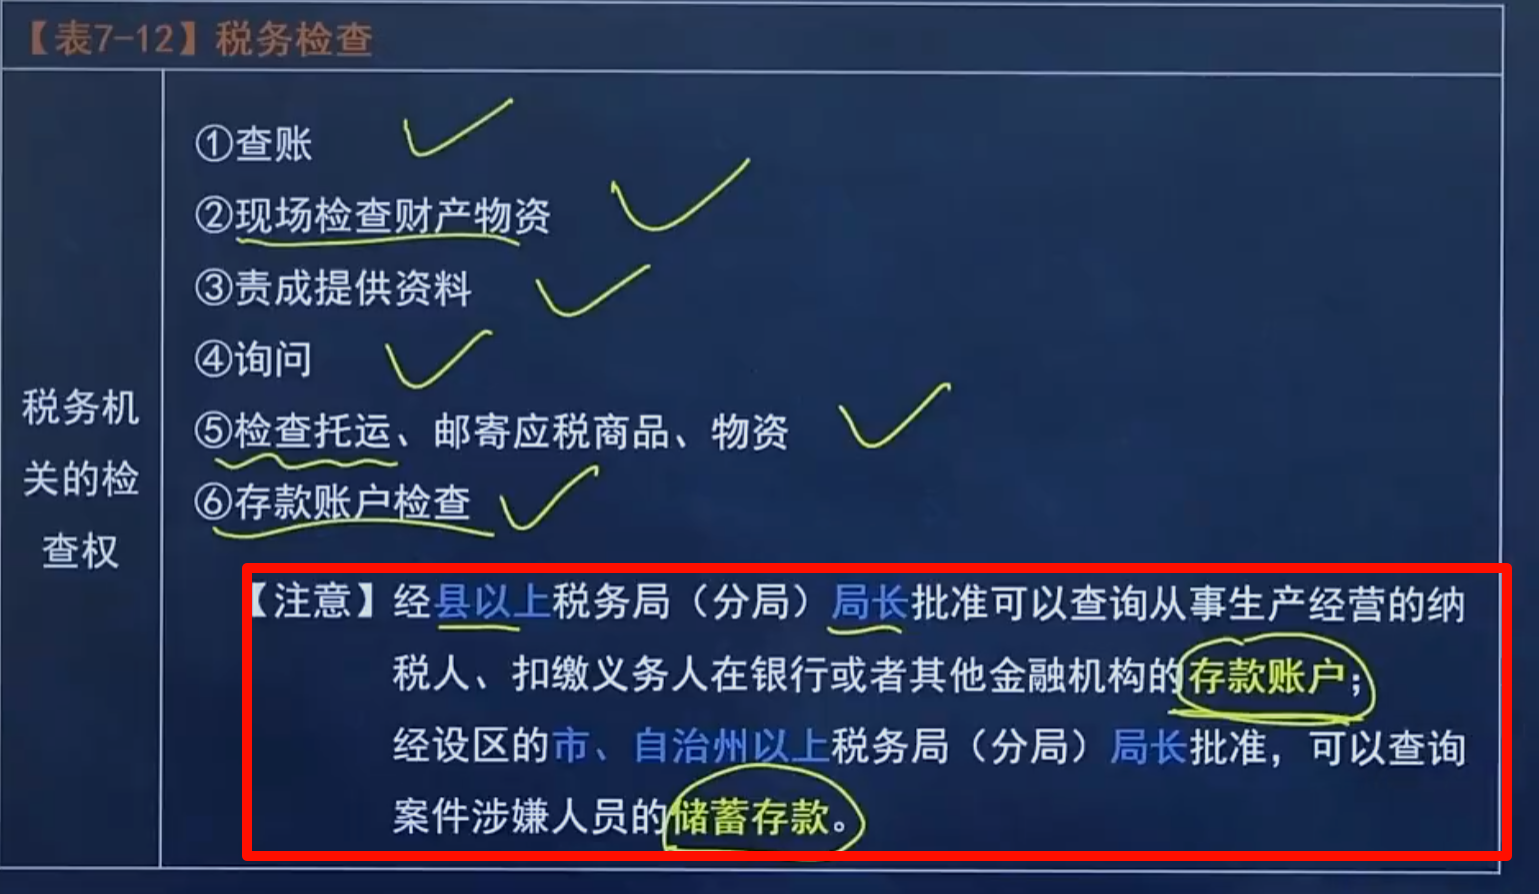 【表7-12】税务检查
税务机
关的检
查权
①查账
②现场检查财产物资
③责成提供资料
④询问
⑤检查托运、邮寄应税商品、物资
⑥存款账户检查
【注意】经县以上税务局（分局）局长批准可以查询从事生产经营的纳
税人、扣缴义务人在银行或者其他金融机构的存款账户；
经设区的市、自治州以上税务局（分局）局长批准，可以查询
案件涉嫌人员的储蓄存款。